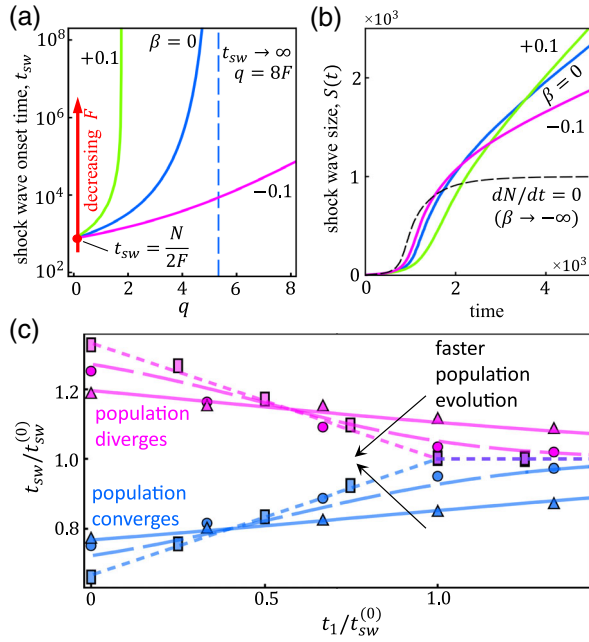 (a)
shock wave onset time, t_sw
10^8
10^6
10^4
10^2
+0.1
β = 0
t_sw → ∞
q = 8F
decreasing F
−0.1
t_sw = N/2F
0 2 4 6 8
q
(b)
×10^3
shock wave size, S(t)
2
1
0
+0.1
β = 0
−0.1
dN/dt = 0
(β → −∞)
×10^3
0 2 4
time
(c)
t_sw/t_sw^(0)
1.2
1.0
0.8
faster
population
evolution
population
diverges
population
converges
0 0.5 1.0
t_1/t_sw^(0)